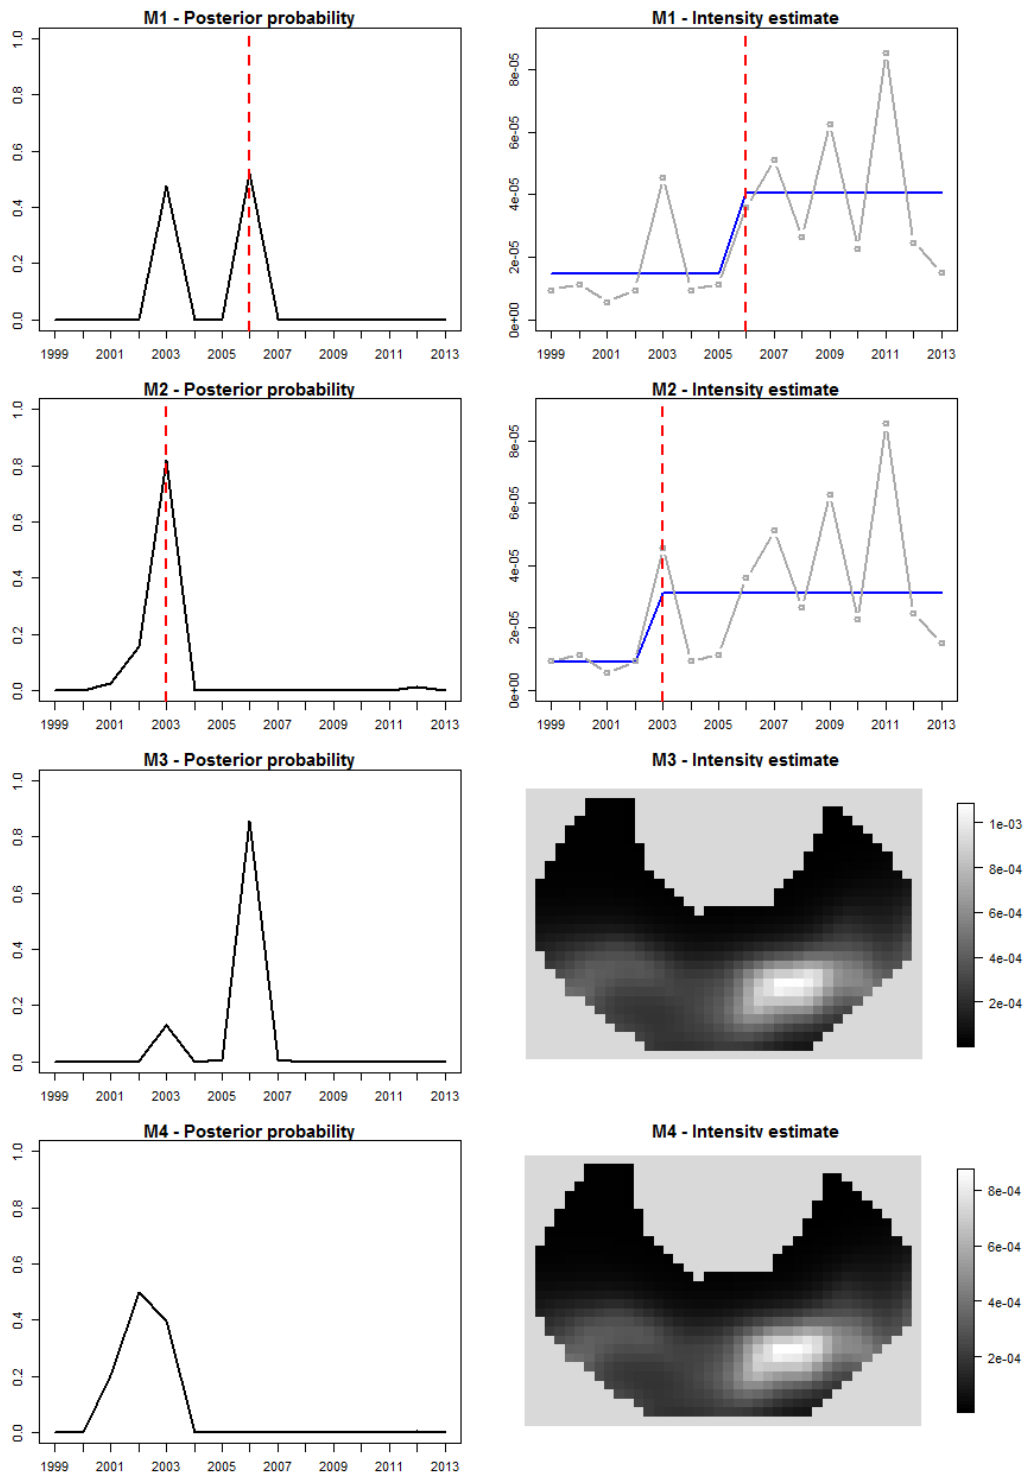 M1 - Posterior probability
1.0
0.8
0.6
0.4
0.2
0.0
1999 2001 2003 2005 2007 2009 2011 2013
M1 - Intensity estimate
8e-05
6e-05
4e-05
2e-05
0e+00
1999 2001 2003 2005 2007 2009 2011 2013
M2 - Posterior probability
1.0
0.8
0.6
0.4
0.2
0.0
1999 2001 2003 2005 2007 2009 2011 2013
M2 - Intensity estimate
8e-05
6e-05
4e-05
2e-05
0e+00
1999 2001 2003 2005 2007 2009 2011 2013
M3 - Posterior probability
1.0
0.8
0.6
0.4
0.2
0.0
1999 2001 2003 2005 2007 2009 2011 2013
M3 - Intensity estimate
1e-03
8e-04
6e-04
4e-04
2e-04
M4 - Posterior probability
1.0
0.8
0.6
0.4
0.2
0.0
1999 2001 2003 2005 2007 2009 2011 2013
M4 - Intensity estimate
8e-04
6e-04
4e-04
2e-04